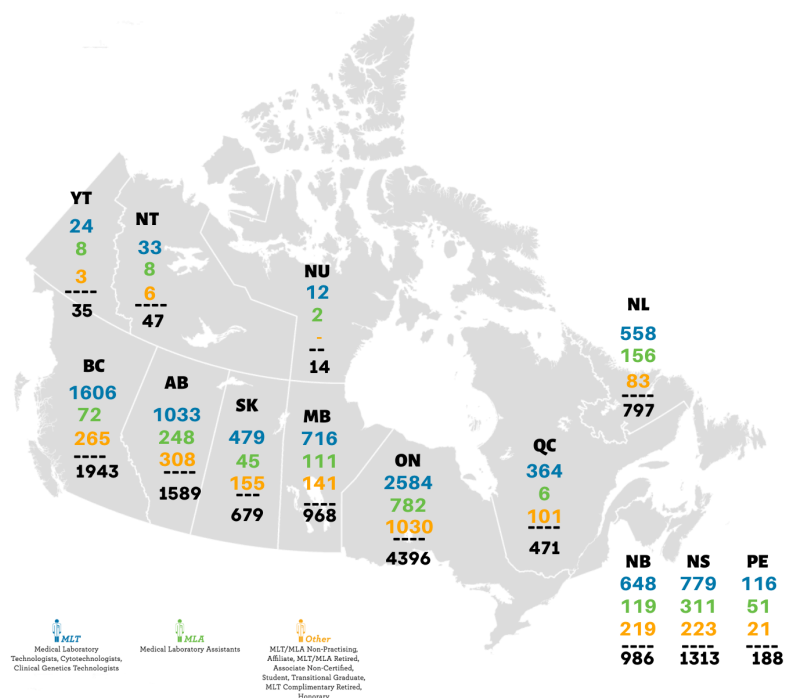 YT
24
8
3
----
35
NT
33
8
6
----
47
NU
12
2
-
--
14
NL
558
156
83
----
797
BC
1606
72
265
----
1943
AB
1033
248
308
----
1589
SK
479
45
155
---
679
MB
716
111
141
----
968
ON
2584
782
1030
----
4396
QC
364
6
101
----
471
NB
648
119
219
----
986
NS
779
311
223
----
1313
PE
116
51
21
----
188
MLT
Medical Laboratory
Technologists, Cytotechnologists,
Clinical Genetics Technologists
MLA
Medical Laboratory Assistants
Other
MLT/MLA Non-Practising,
Affiliate, MLT/MLA Retired,
Associate Non-Certified,
Student, Transitional Graduate,
MLT Complimentary Retired,
Honorary